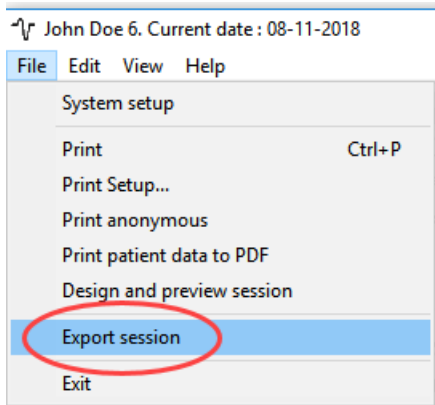 John Doe 6. Current date : 08-11-2018
File Edit View Help
System setup
Print Ctrl+P
Print Setup...
Print anonymous
Print patient data to PDF
Design and preview session
Export session
Exit